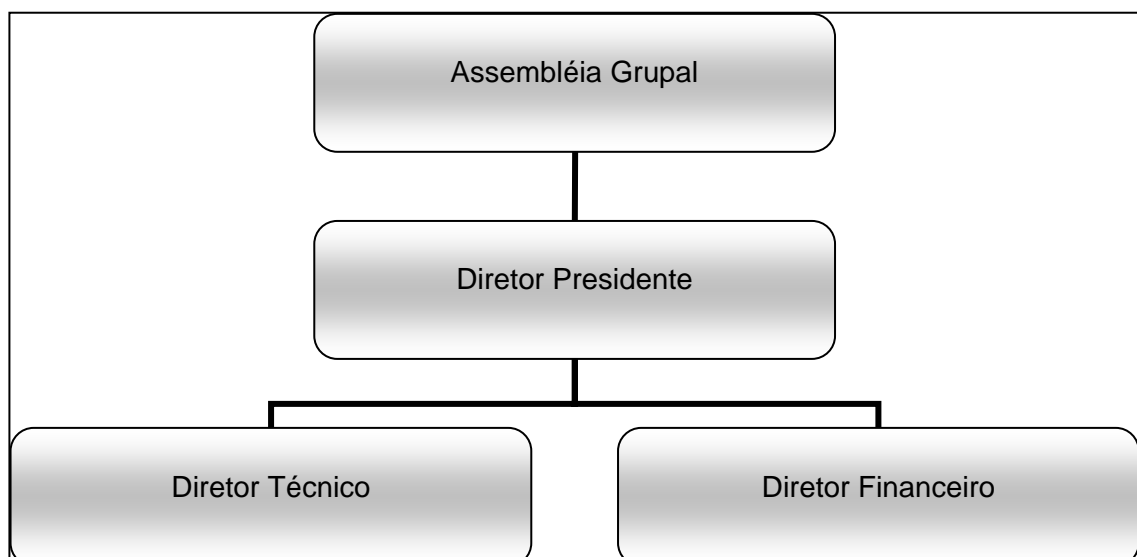 Assembléia Grupal
Diretor Presidente
Diretor Técnico
Diretor Financeiro